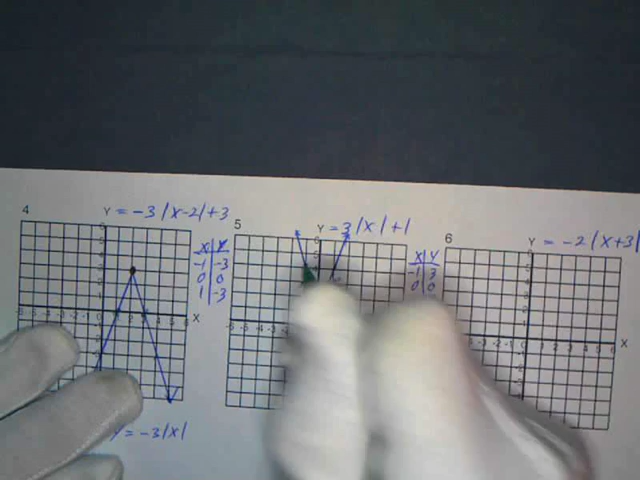 4
Y = -3|x-2|+3
X Y
-1 -3
0 0
1 -3
X
Y = -3|x|
5
Y = 3|x|+1
X Y
-1 3
0 0
6
Y = -2|x+3|
X